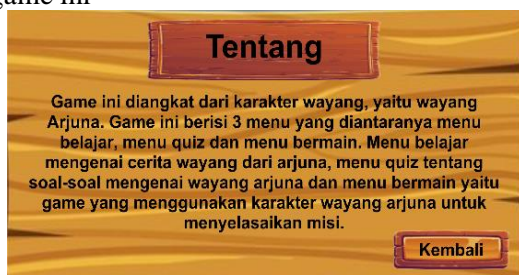 game ini
Tentang
Game ini diangkat dari karakter wayang, yaitu wayang
Arjuna. Game ini berisi 3 menu yang diantaranya menu
belajar, menu quiz dan menu bermain. Menu belajar
mengenai cerita wayang dari arjuna, menu quiz tentang
soal-soal mengenai wayang arjuna dan menu bermain yaitu
game yang menggunakan karakter wayang arjuna untuk
menyelasaikan misi.
Kembali